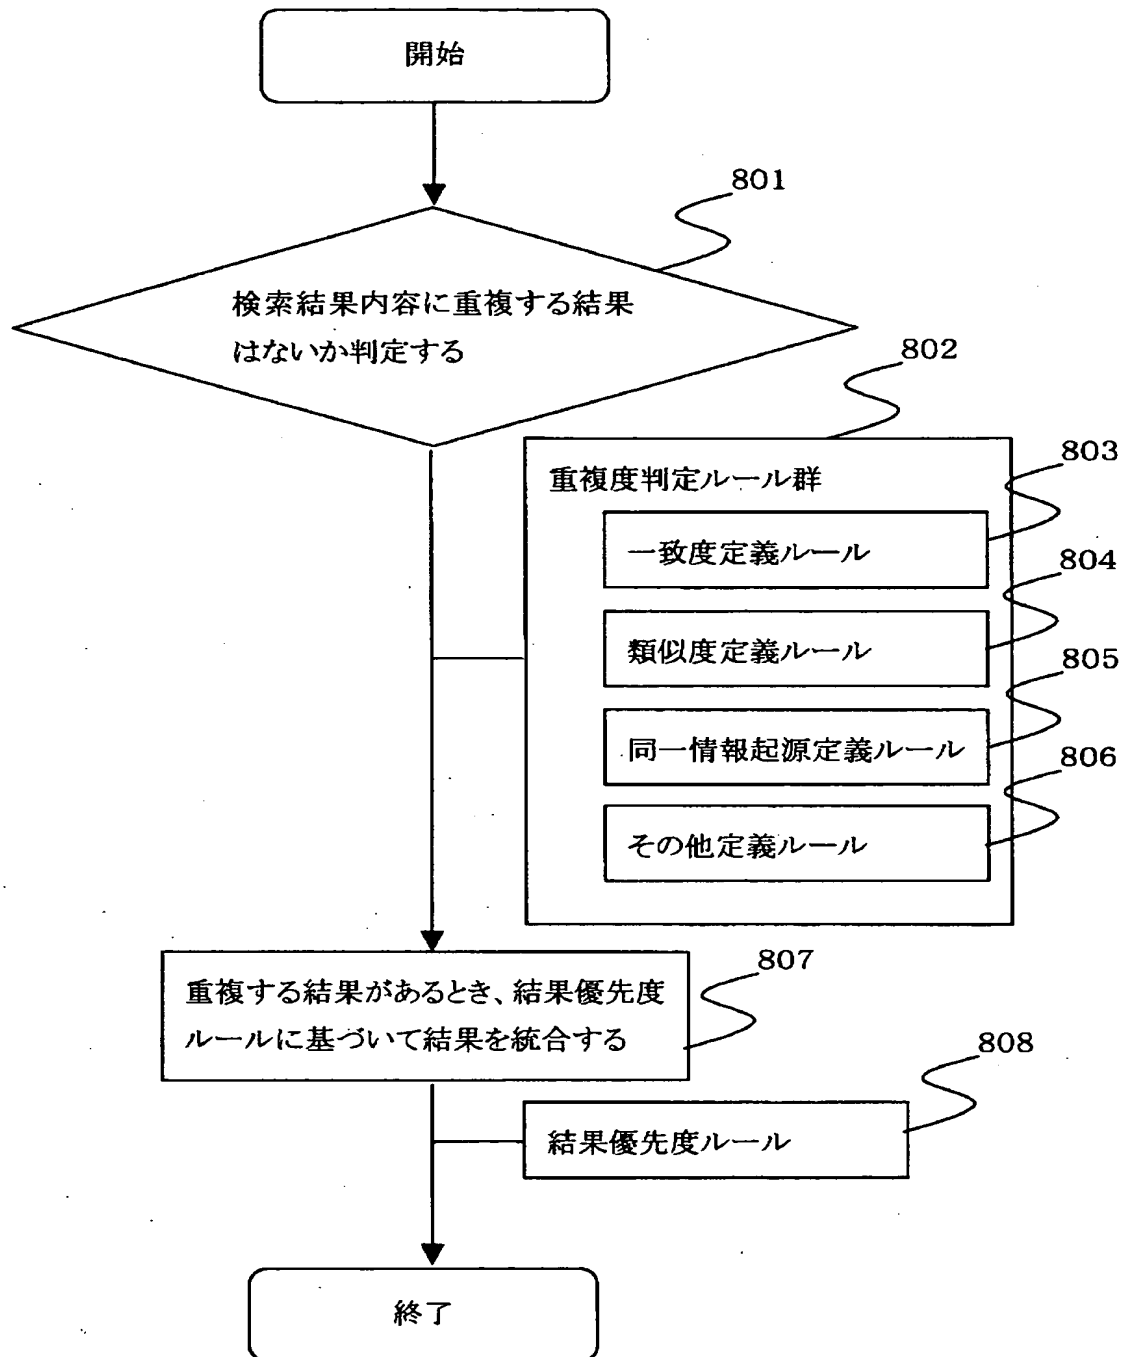 開始
801
検索結果内容に重複する結果
はないか判定する
802
重複度判定ルール群
803
一致度定義ルール
804
類似度定義ルール
805
同一情報起源定義ルール
806
その他定義ルール
807
重複する結果があるとき、結果優先度
ルールに基づいて結果を統合する
808
結果優先度ルール
終了